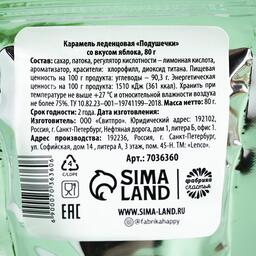 Карамель леденцовая «Подушечки»
со вкусом яблока, 80 г
Состав: сахар, патока, регулятор кислотности – лимонная кислота,
ароматизатор, красители: хлорофилл, диоксид титана. Пищевая
ценность на 100 г продукта: углеводы – 90,3 г. Энергетическая
ценность на 100 г продукта: 1510 кДж (361 ккал). Хранить при
температуре не выше +27 °С и относительной влажности воздуха
не более 75%. ТУ 10.82.23–001–19741199–2018. Масса нетто: 80 г.
Срок годности: 2 года. Дата изготовления указана на упаковке.
Изготовитель: ООО «Свитпро». Юридический адрес: 192102,
Россия, г. Санкт-Петербург, Нефтяная дорога, дом 1, литера Б, офис 1.
Адрес производства: 192236, Россия, г. Санкт-Петербург,
ул. Софийская, дом 14, литера А, 3 этаж, пом. 45-Н. ТМ: «Lenco».
Арт.: 7036360
C/LDPE
SIMA
LAND
фабрика
счастья
WWW.SIMA-LAND.RU
@fabrikahappy